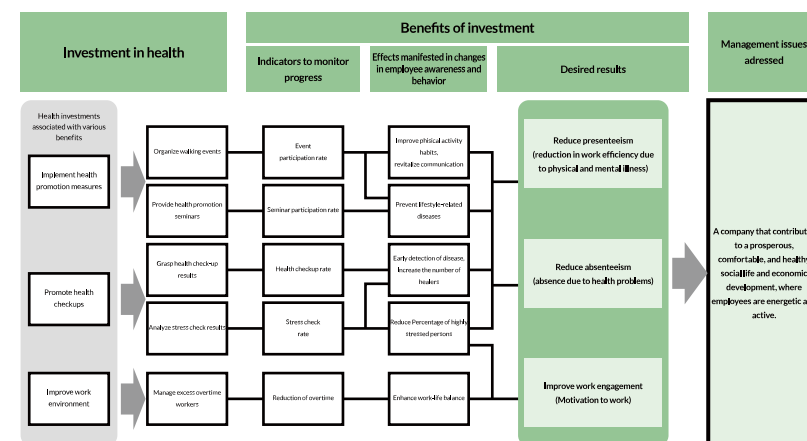 Investment in health
Benefits of investment
Indicators to monitor
progress
Effects manifested in changes
in employee awareness and
behavior
Desired results
Management issues
adressed
Health investments
associated with various
benefits
Implement health
promotion measures
Promote health
checkups
Improve work
environment
Organize walking events
Provide health promotion
seminars
Grasp health check-up
results
Analyze stress check results
Manage excess overtime
workers
Event
participation rate
Seminar participation rate
Health checkup rate
Stress check
rate
Reduction of overtime
Improve phisical activity
habits,
revitalize communication
Prevent lifestyle-related
diseases
Early detection of disease,
Increase the number of
healers
Reduce Percentage of highly
strested persons
Enhance work-life balance
Reduce presenteeism
(reduction in work efficiency due
to physical and mental illness)
Reduce absenteeism
(absence due to health problems)
Improve work engagement
(Motivation to work)
A company that contribut
to a prosperous,
comfortable, and healthy
social life and economic
development, where
employees are energetic a
active.